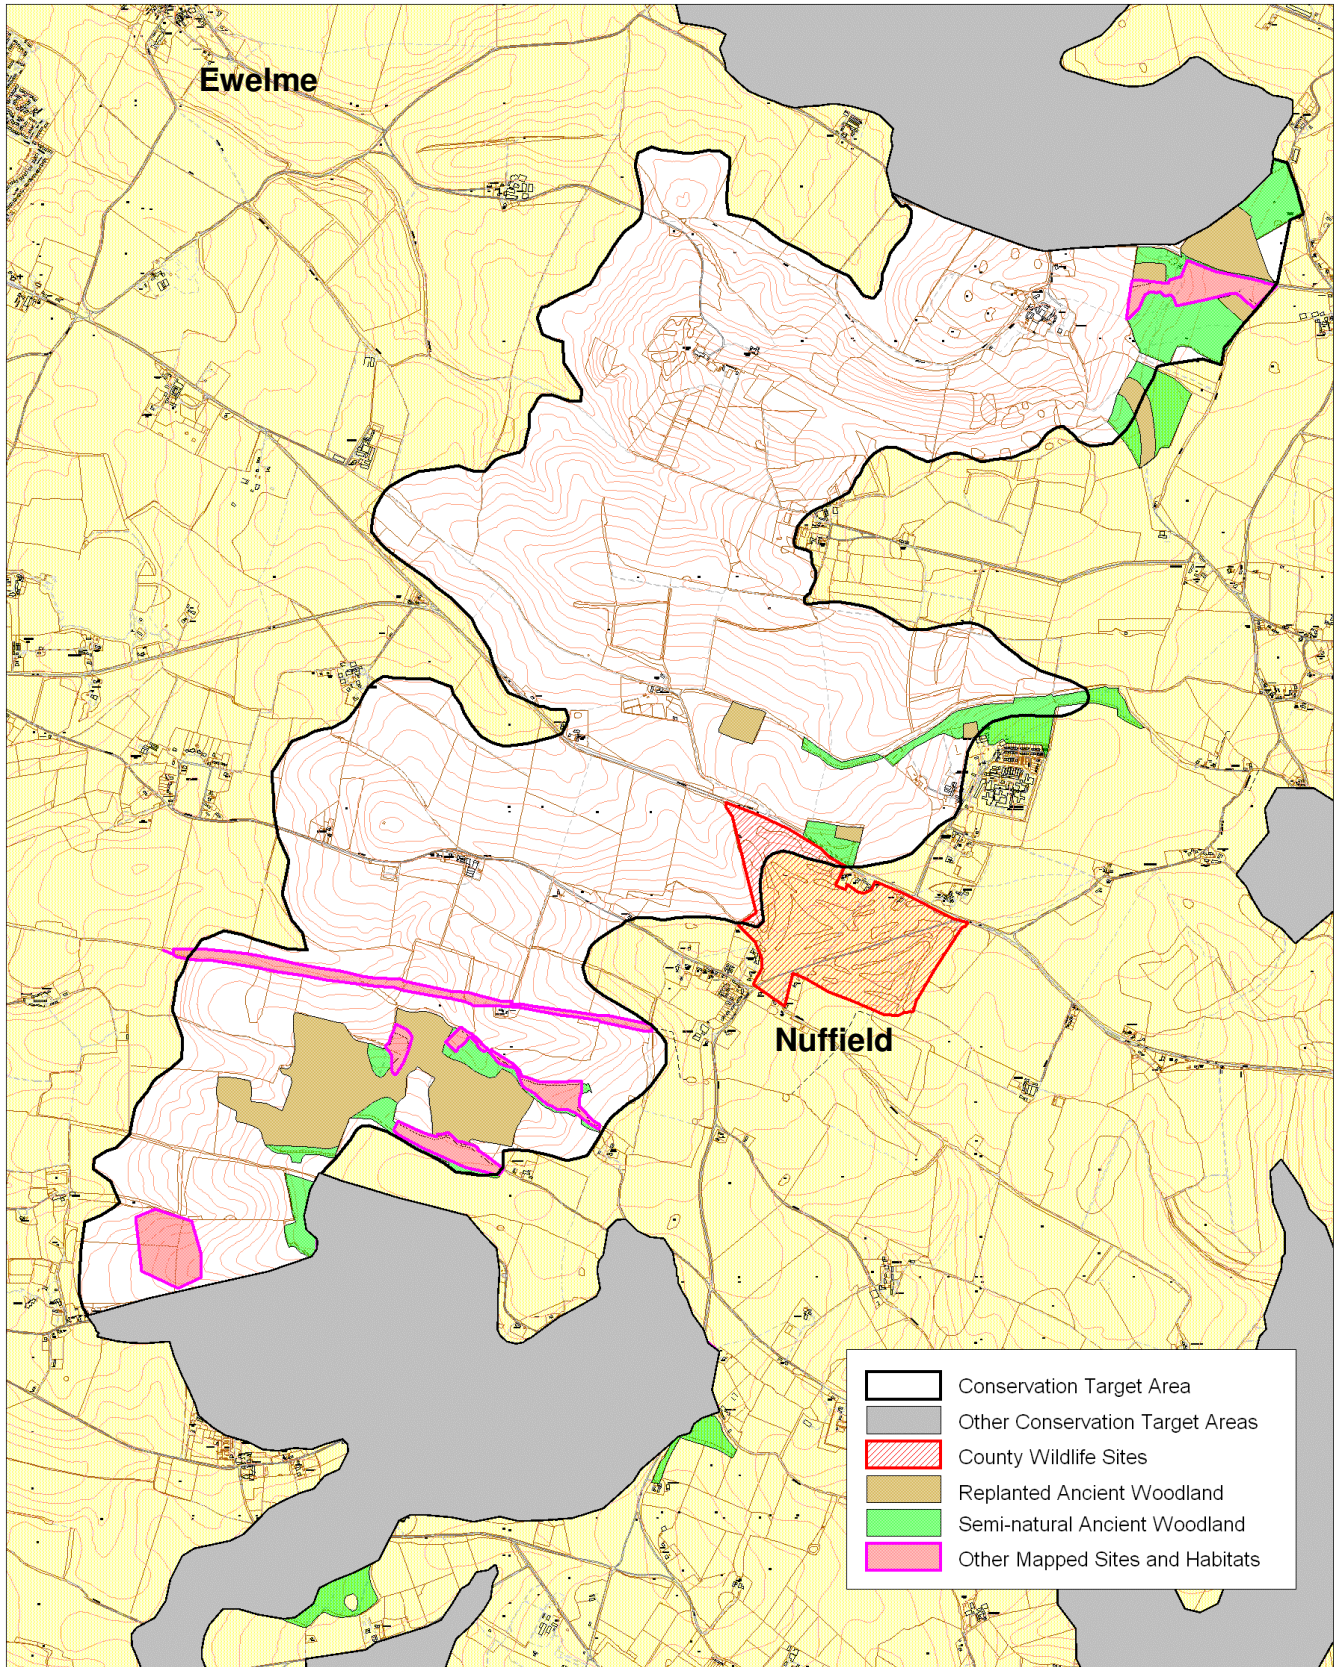 Ewelme
Nuffield
Conservation Target Area
Other Conservation Target Areas
County Wildlife Sites
Replanted Ancient Woodland
Semi-natural Ancient Woodland
Other Mapped Sites and Habitats